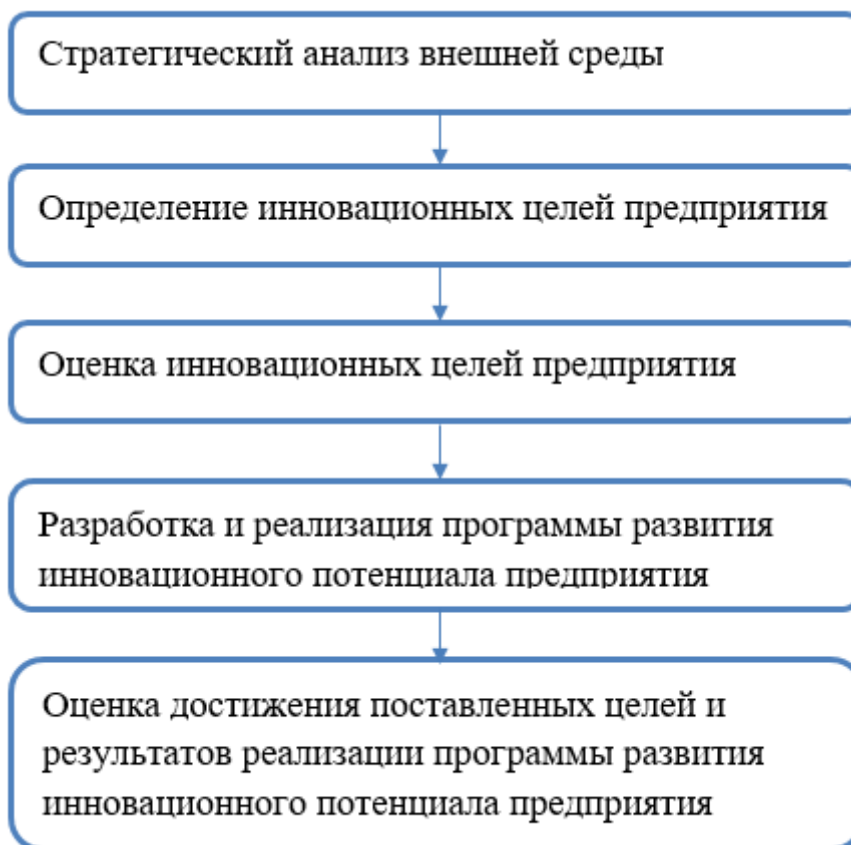 Стратегический анализ внешней среды
Определение инновационных целей предприятия
Оценка инновационных целей предприятия
Разработка и реализация программы развития
инновационного потенциала предприятия
Оценка достижения поставленных целей и
результатов реализации программы развития
инновационного потенциала предприятия